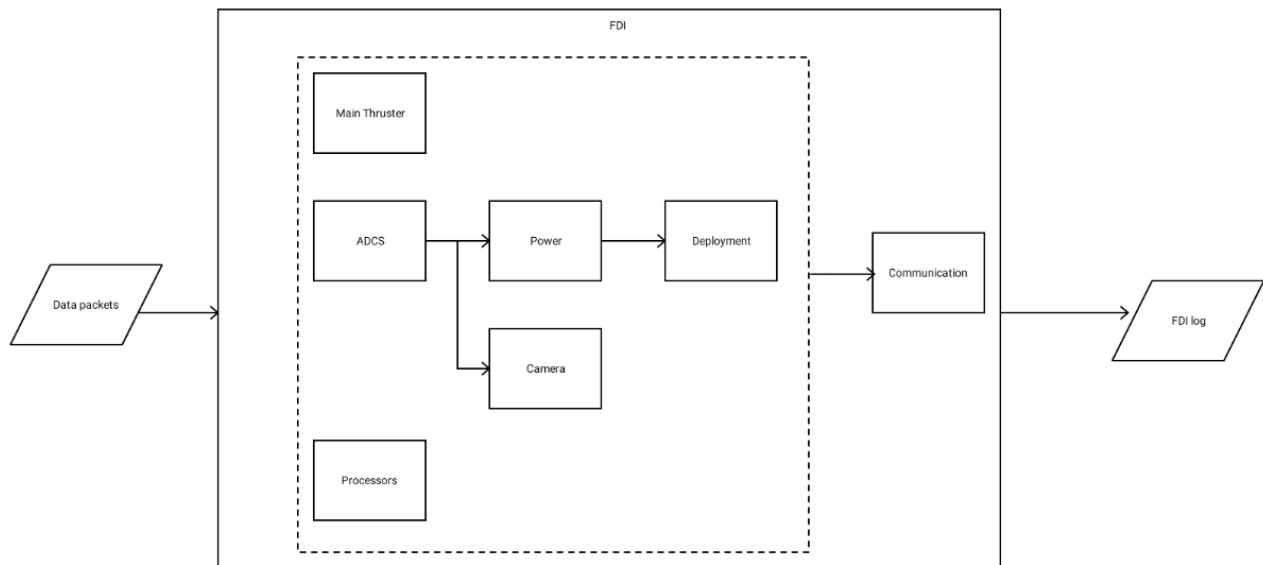 FDI
Main Thruster
ADCS
Power
Deployment
Communication
Data packets
FDI log
Camera
Processors